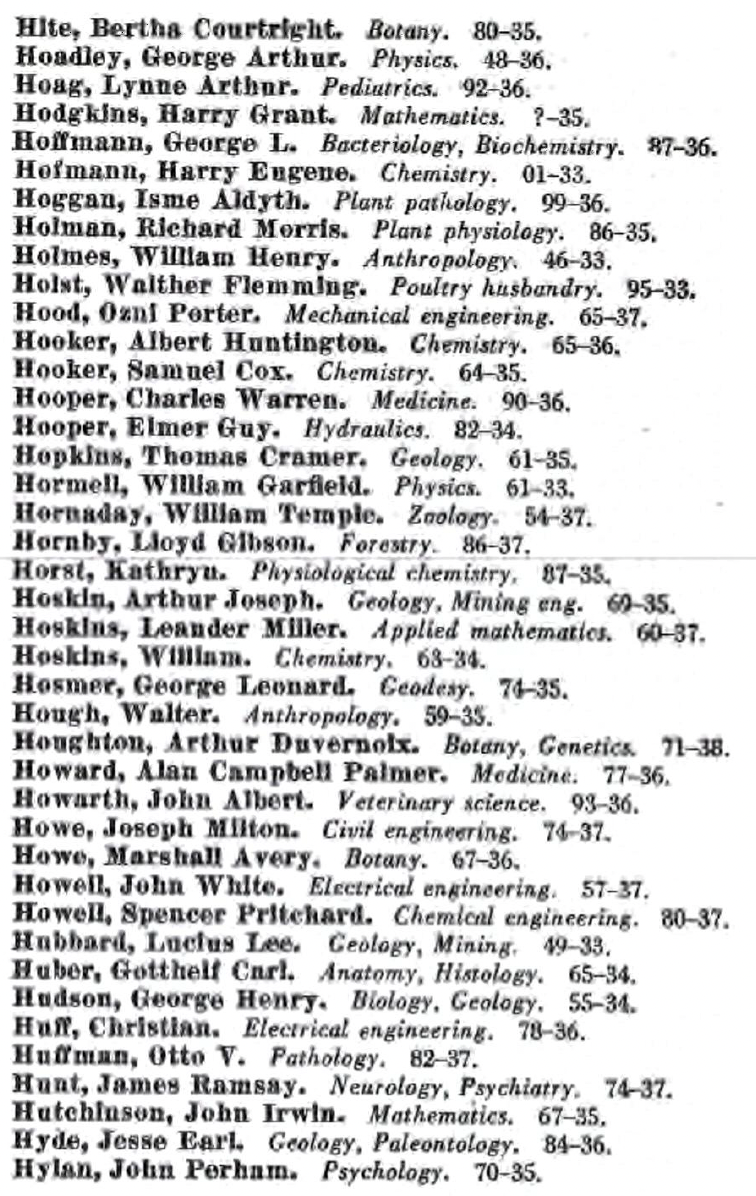 Hite, Bertha Courtright. Botany. 80–35.
Hoadley, George Arthur. Physics. 48–36.
Hoag, Lynne Arthur. Pediatrics. 92–36.
Hodgkins, Harry Grant. Mathematics. ?–35.
Hoffmann, George L. Bacteriology, Biochemistry. 87–36.
Hofmann, Harry Eugene. Chemistry. 01–33.
Hoggan, Isme Aldyth. Plant pathology. 99–36.
Holman, Richard Morris. Plant physiology. 86–35.
Holmes, William Henry. Anthropology. 46–33.
Holst, Walther Flemming. Poultry husbandry. 95–33.
Hood, Ozni Porter. Mechanical engineering. 65–37.
Hooker, Albert Huntington. Chemistry. 65–36.
Hooker, Samuel Cox. Chemistry. 64–35.
Hooper, Charles Warren. Medicine. 90–36.
Hooper, Elmer Guy. Hydraulics. 82–34.
Hopkins, Thomas Cramer. Geology. 61–35.
Hormell, William Garfield. Physics. 61–33.
Hornaday, William Temple. Zoology. 54–37.
Hornby, Lloyd Gibson. Forestry. 86–37.
Horst, Kathryn. Physiological chemistry. 87–35.
Hoskin, Arthur Joseph. Geology, Mining eng. 69–35.
Hoskins, Leander Miller. Applied mathematics. 60–37.
Hoskins, William. Chemistry. 63–34.
Hosmer, George Leonard. Geodesy. 74–35.
Hough, Walter. Anthropology. 59–35.
Houghton, Arthur Duvernoix. Botany, Genetics. 71–38.
Howard, Alan Campbell Palmer. Medicine. 77–36.
Howarth, John Albert. Veterinary science. 93–36.
Howe, Joseph Milton. Civil engineering. 74–37.
Howe, Marshall Avery. Botany. 67–36.
Howell, John White. Electrical engineering. 57–37.
Howell, Spencer Pritchard. Chemical engineering. 80–37.
Hubbard, Lucius Lee. Geology, Mining. 49–33.
Huber, Gotthelf Carl. Anatomy, Histology. 65–34.
Hudson, George Henry. Biology, Geology. 55–34.
Huff, Christian. Electrical engineering. 78–36.
Huffman, Otto V. Pathology. 82–37.
Hunt, James Ramsay. Neurology, Psychiatry. 74–37.
Hutchinson, John Irwin. Mathematics. 67–35.
Hyde, Jesse Earl. Geology, Paleontology. 84–36.
Hylan, John Perham. Psychology. 70–35.